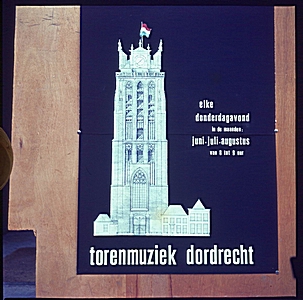 elke
donderdagavond
in de maanden:
juni-juli-augustus
van 8 tot 9 uur
torenmuziek dordrecht